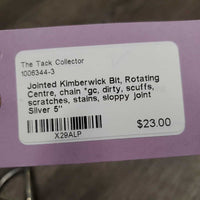 The Tack Collector
1006344-3
Jointed Kimberwick Bit, Rotating
Centre, chain *gc, dirty, scuffs,
scratches, stains, sloppy joint
Silver 5"
$23.00
X29ALP